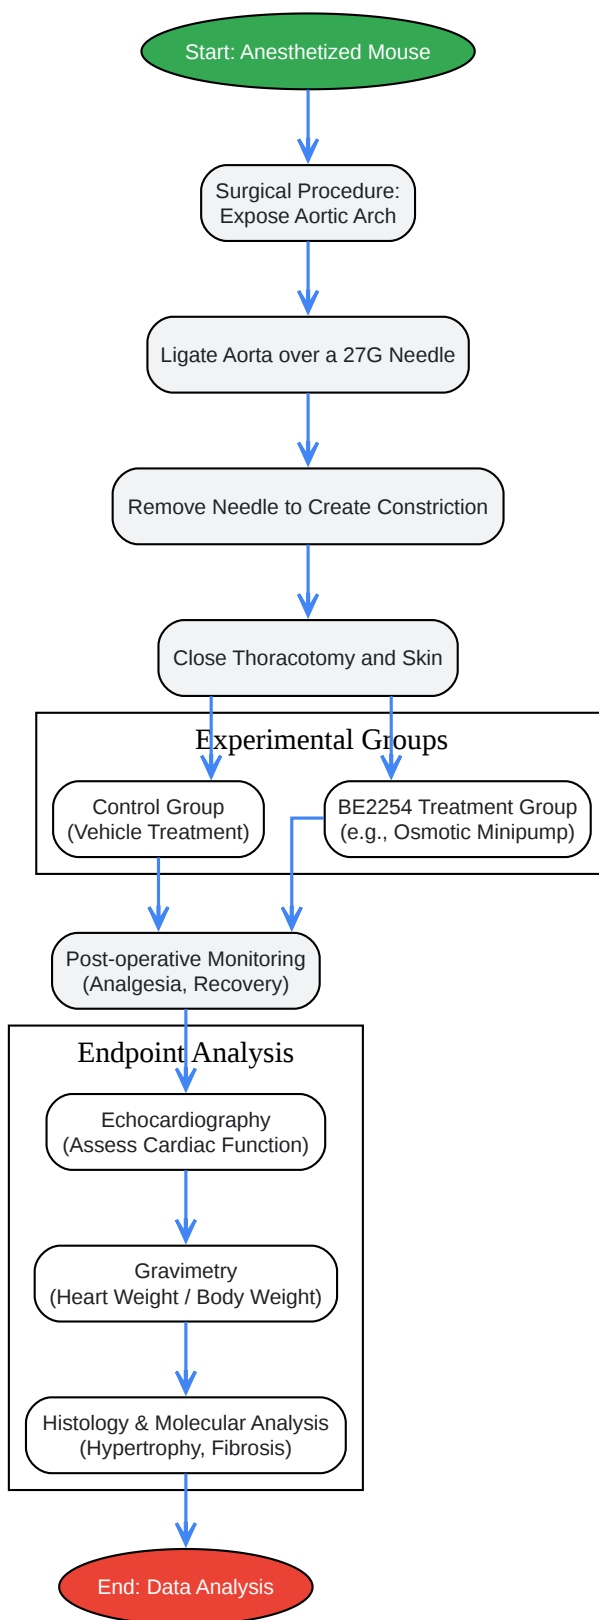 Start: Anesthetized Mouse
Surgical Procedure:
Expose Aortic Arch
Ligate Aorta over a 27G Needle
Remove Needle to Create Constriction
Close Thoracotomy and Skin
Experimental Groups
Control Group
(Vehicle Treatment)
BE2254 Treatment Group
(e.g., Osmotic Minipump)
Post-operative Monitoring
(Analgesia, Recovery)
Endpoint Analysis
Echocardiography
(Assess Cardiac Function)
Gravimetry
(Heart Weight / Body Weight)
Histology & Molecular Analysis
(Hypertrophy, Fibrosis)
End: Data Analysis